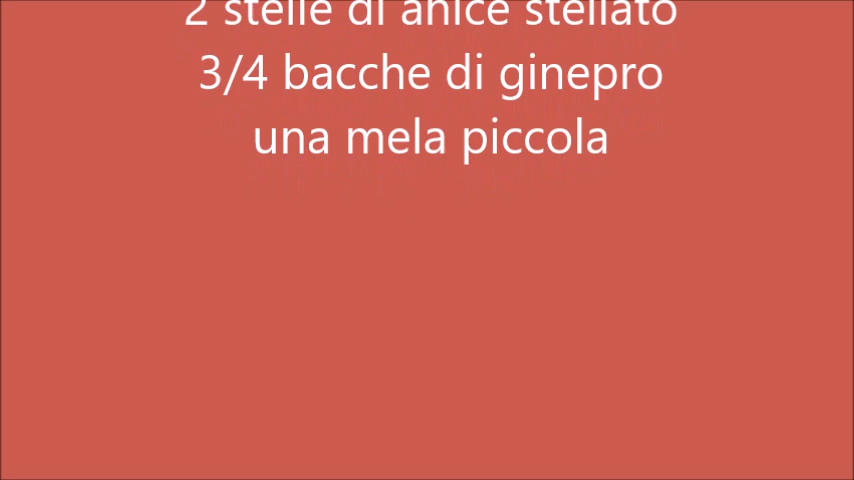 2 stelle di anice stellato
3/4 bacche di ginepro
una mela piccola